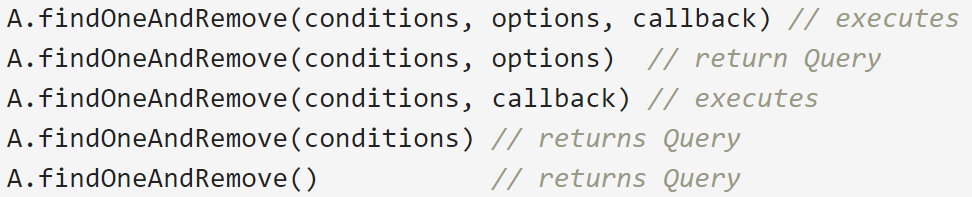 A.findOneAndRemove(conditions, options, callback) // executes
A.findOneAndRemove(conditions, options)  // return Query
A.findOneAndRemove(conditions, callback) // executes
A.findOneAndRemove(conditions) // returns Query
A.findOneAndRemove()           // returns Query